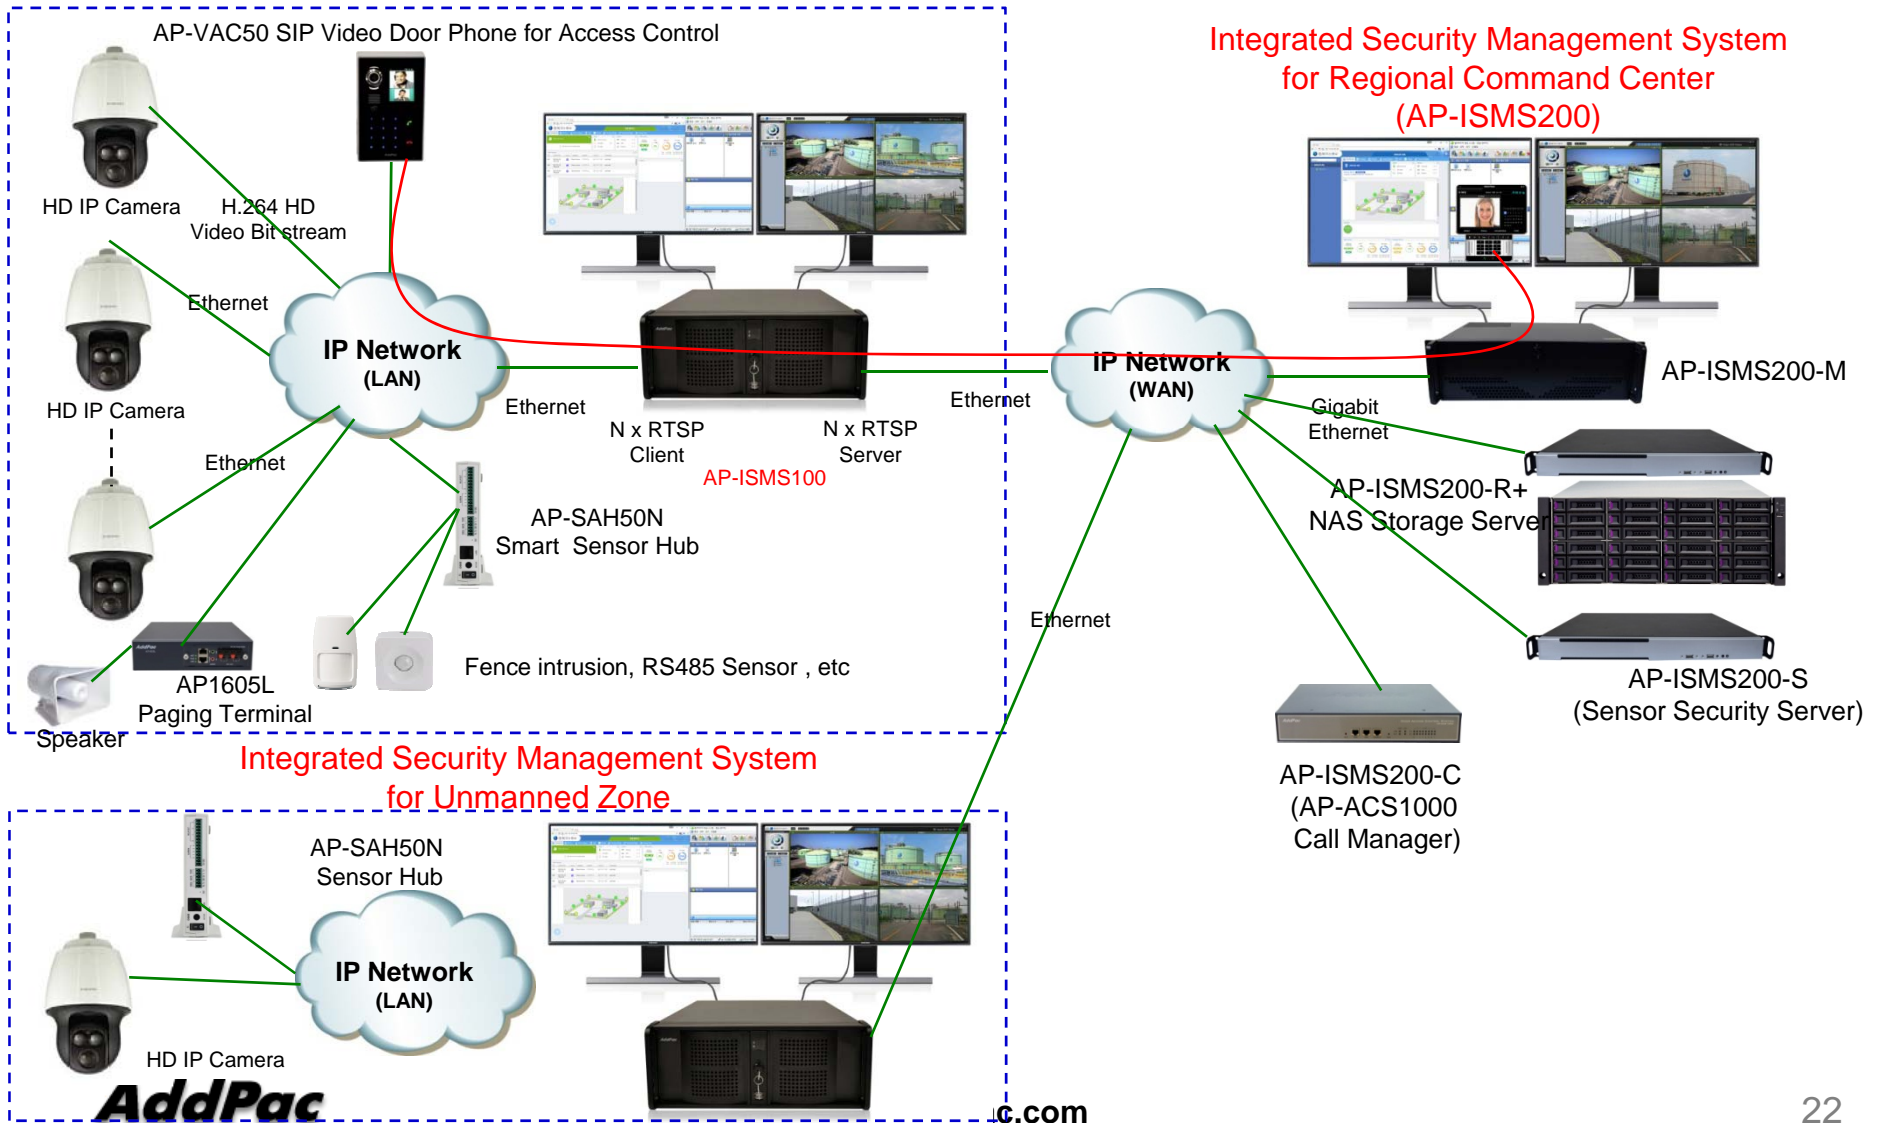 AP-VAC50 SIP Video Door Phone for Access Control
Integrated Security Management System
for Regional Command Center
(AP-ISMS200)
HD IP Camera
H.264 HD
Video Bit stream
Ethernet
HD IP Camera
IP Network
(LAN)
Ethernet
N x RTSP
Client
N x RTSP
Server
AP-ISMS100
Ethernet
IP Network
(WAN)
AP-ISMS200-M
Gigabit
Ethernet
Ethernet
AP-SAH50N
Smart Sensor Hub
AP-ISMS200-R+
NAS Storage Server
Ethernet
Fence intrusion, RS485 Sensor , etc
AddPac
AP1605L
Paging Terminal
Speaker
AP-ISMS200-S
(Sensor Security Server)
Integrated Security Management System
for Unmanned Zone
AP-ISMS200-C
(AP-ACS1000
Call Manager)
AP-SAH50N
Sensor Hub
IP Network
(LAN)
HD IP Camera
AddPac
c.com
22